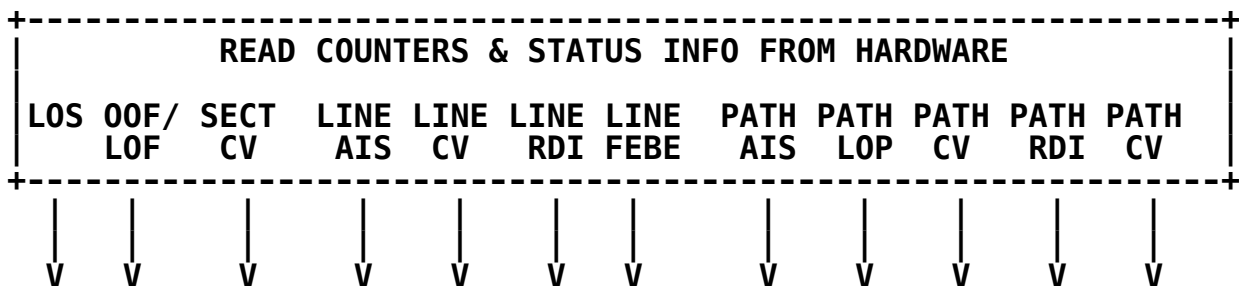 READ COUNTERS & STATUS INFO FROM HARDWARE
LOS OOF/ SECT LINE LINE LINE LINE PATH PATH PATH PATH PATH
LOF CV AIS CV RDI FEBE AIS LOP CV RDI CV
V V V V V V V V V V V V